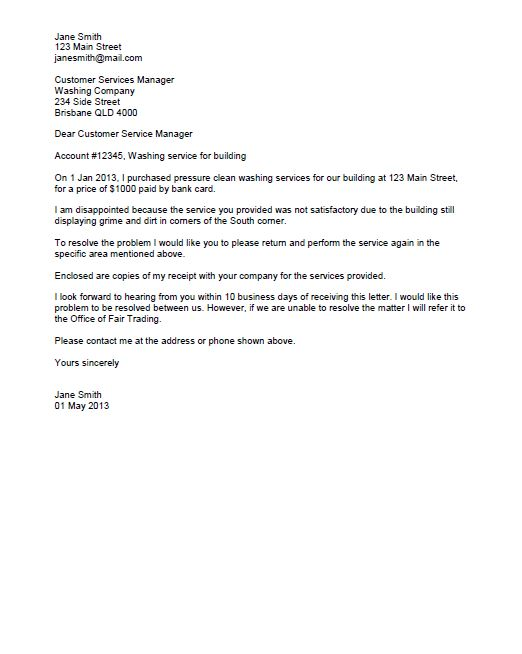 Jane Smith
123 Main Street
janesmith@mail.com
Customer Services Manager
Washing Company
234 Side Street
Brisbane QLD 4000
Dear Customer Service Manager
Account #12345, Washing service for building
On 1 Jan 2013, I purchased pressure clean washing services for our building at 123 Main Street,
for a price of $1000 paid by bank card.
I am disappointed because the service you provided was not satisfactory due to the building still
displaying grime and dirt in corners of the South corner.
To resolve the problem I would like you to please return and perform the service again in the
specific area mentioned above.
Enclosed are copies of my receipt with your company for the services provided.
I look forward to hearing from you within 10 business days of receiving this letter. I would like this
problem to be resolved between us. However, if we are unable to resolve the matter I will refer it to
the Office of Fair Trading.
Please contact me at the address or phone shown above.
Yours sincerely
Jane Smith
01 May 2013